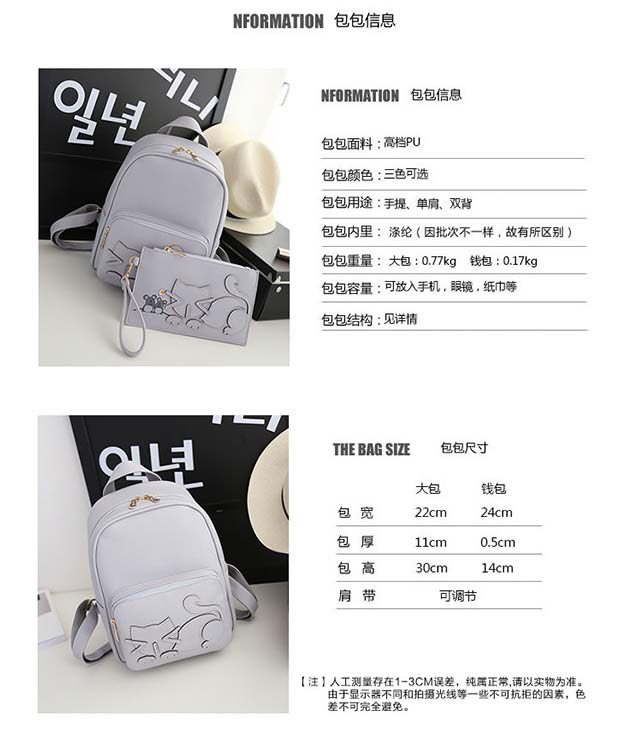 NFORMATION 包包信息
일년
NFORMATION 包包信息
包包面料：高档PU
包包颜色：三色可选
包包用途：手提、单肩、双背
包包内里：涤纶（因批次不一样，故有所区别）
包包重量：大包：0.77kg 钱包：0.17kg
包包容量：可放入手机，眼镜，纸巾等
包包结构：见详情
일년
THE BAG SIZE 包包尺寸
大包 钱包
包 宽 22cm 24cm
包 厚 11cm 0.5cm
包 高 30cm 14cm
肩 带 可调节
【注】人工测量存在1-3CM误差，纯属正常,请以实物为准。
由于显示器不同和拍摄光线等一些不可抗拒的因素，色
差不可完全避免。